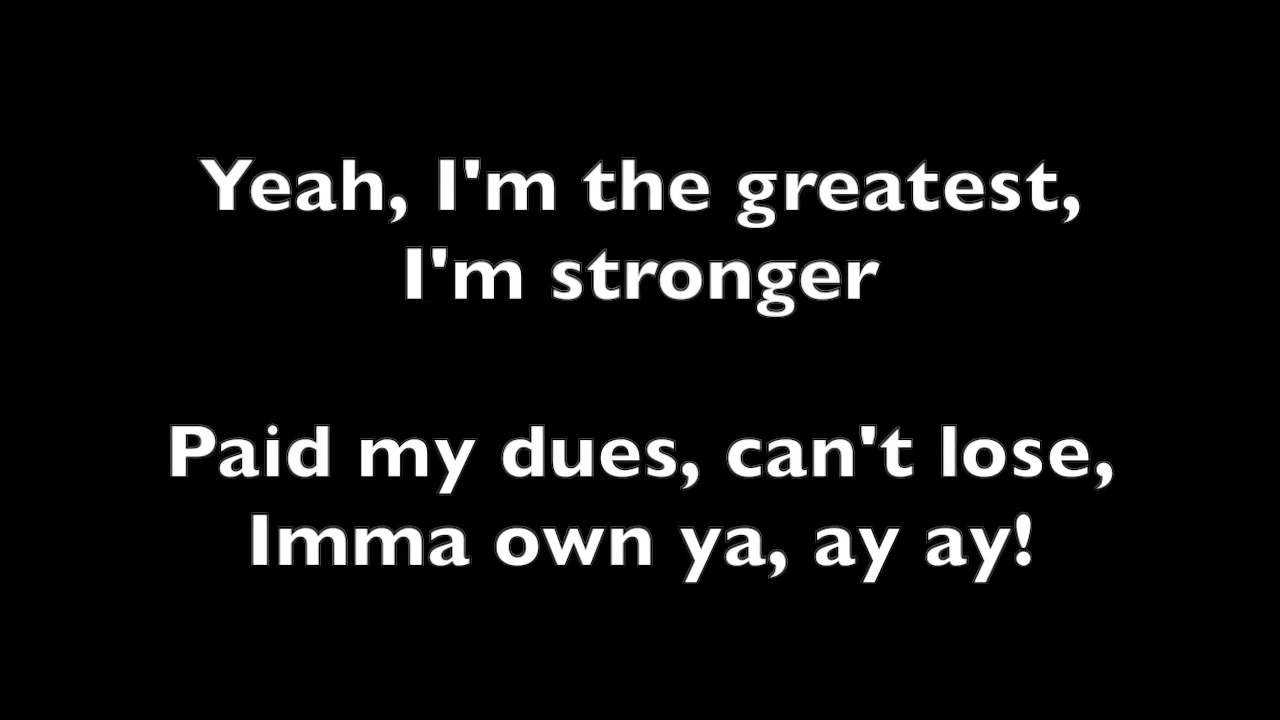 Yeah, I'm the greatest,
I'm stronger
Paid my dues, can't lose,
Imma own ya, ay ay!